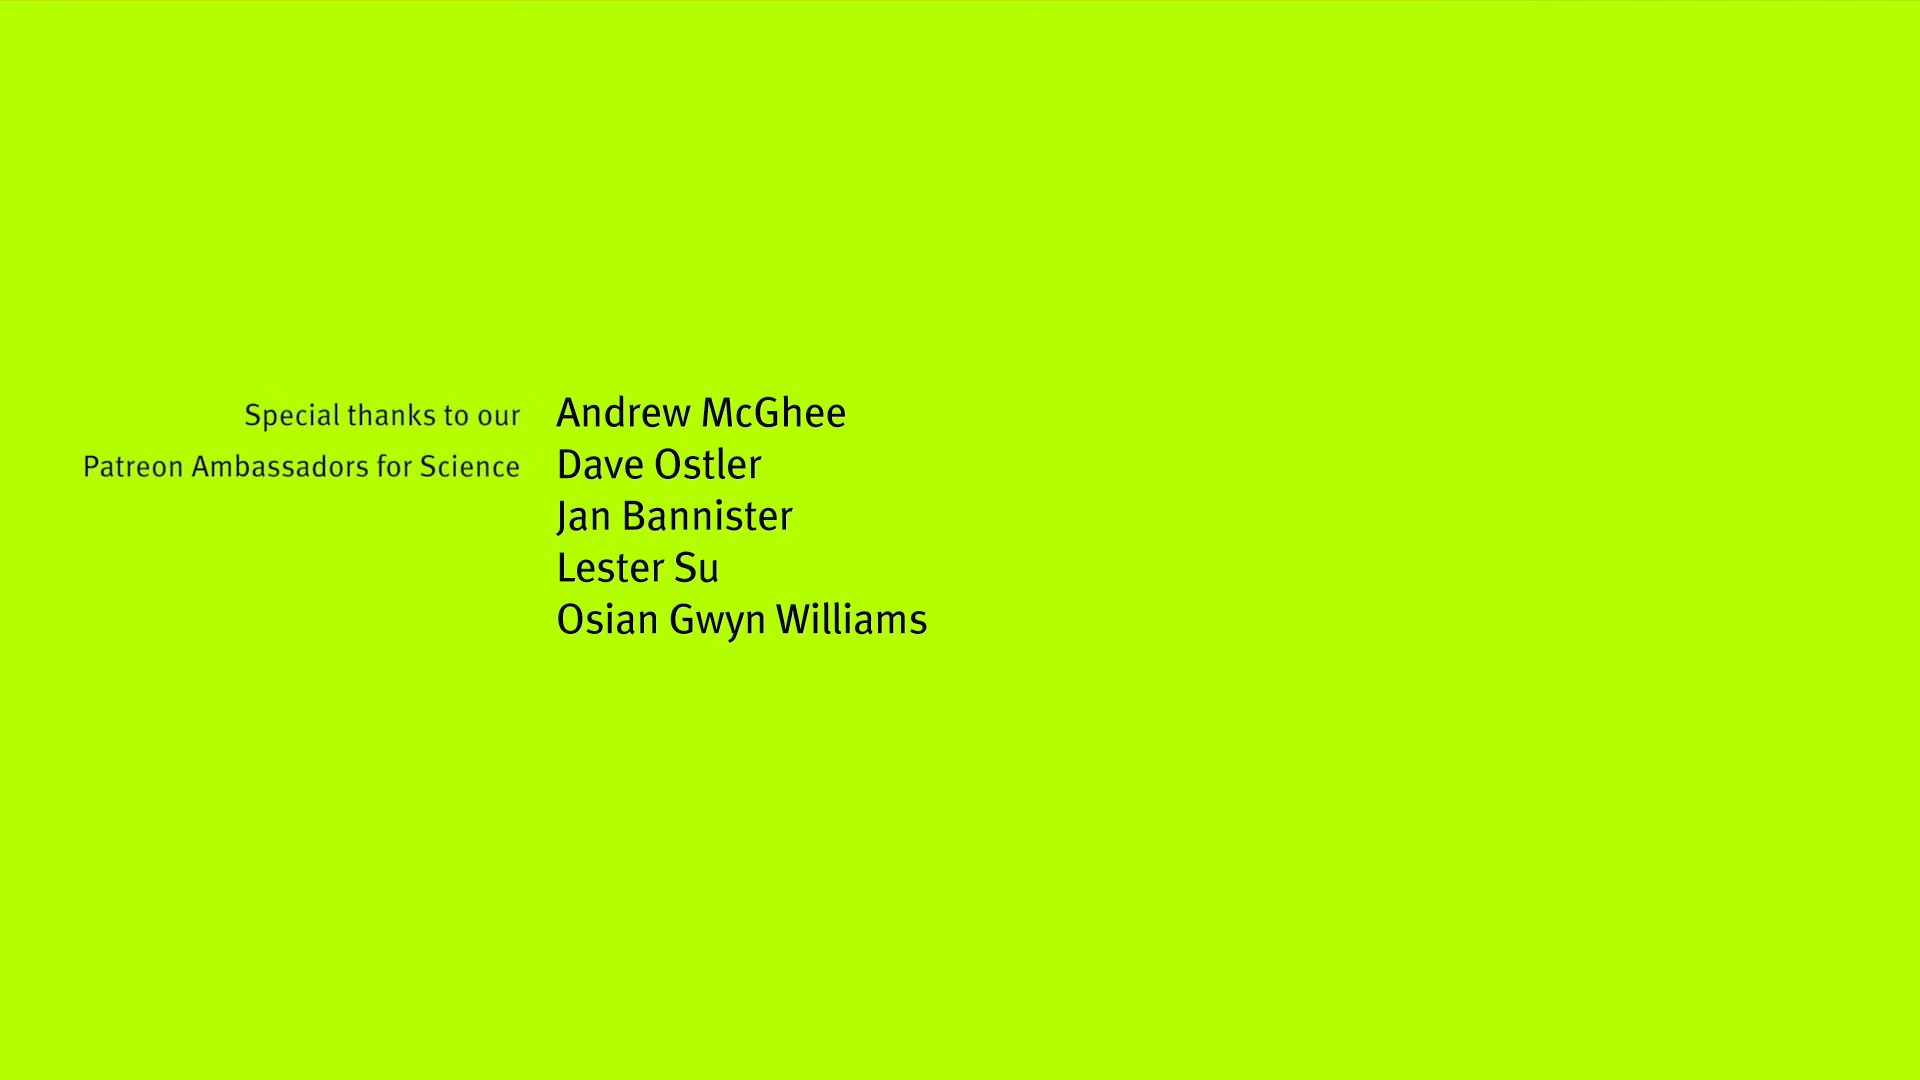 Special thanks to our
Patreon Ambassadors for Science
Andrew McGhee
Dave Ostler
Jan Bannister
Lester Su
Osian Gwyn Williams